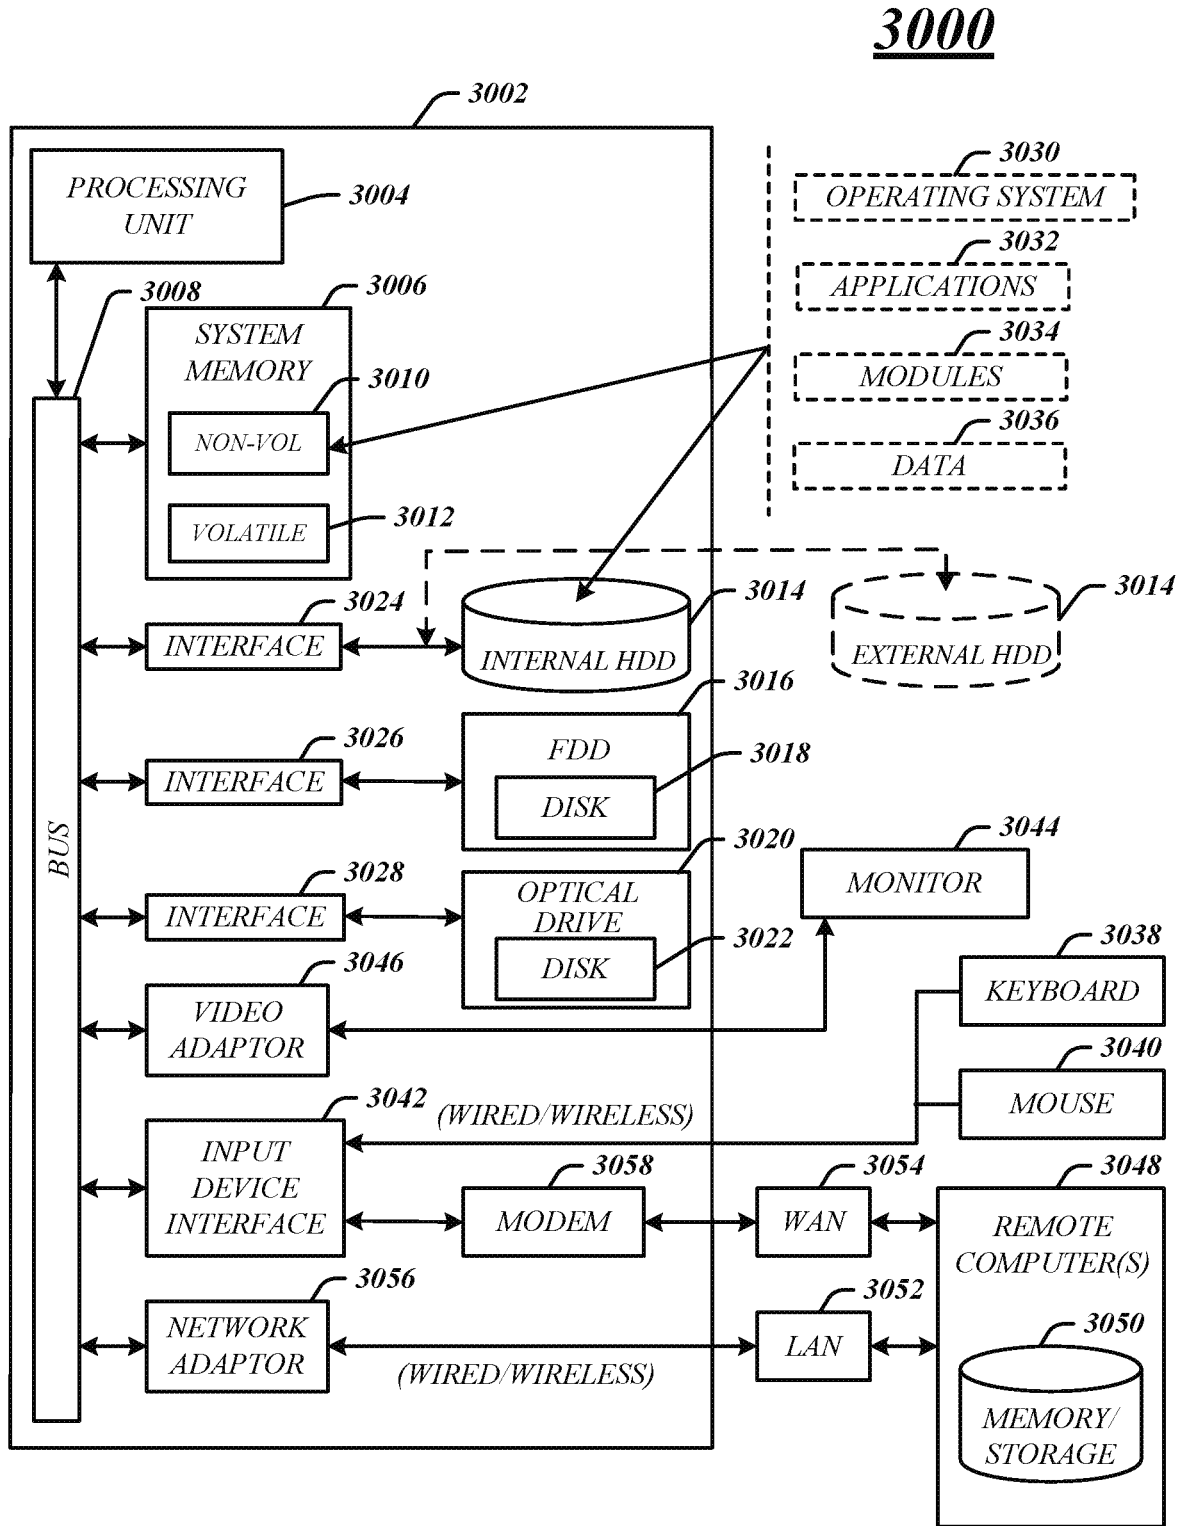 3000
3002
PROCESSING
UNIT
3004
3030
OPERATING SYSTEM
3032
APPLICATIONS
3034
MODULES
3036
DATA
3008
3006
SYSTEM
MEMORY
3010
NON-VOL
3012
VOLATILE
BUS
3024
INTERFACE
3014
INTERNAL HDD
3014
EXTERNAL HDD
3026
INTERFACE
3016
FDD
3018
DISK
3028
INTERFACE
3020
OPTICAL
DRIVE
3022
DISK
3044
MONITOR
3046
VIDEO
ADAPTOR
3038
KEYBOARD
3040
MOUSE
3042
INPUT
DEVICE
INTERFACE
(WIRED/WIRELESS)
3058
MODEM
3054
WAN
3048
REMOTE
COMPUTER(S)
3056
NETWORK
ADAPTOR
(WIRED/WIRELESS)
3052
LAN
3050
MEMORY/
STORAGE